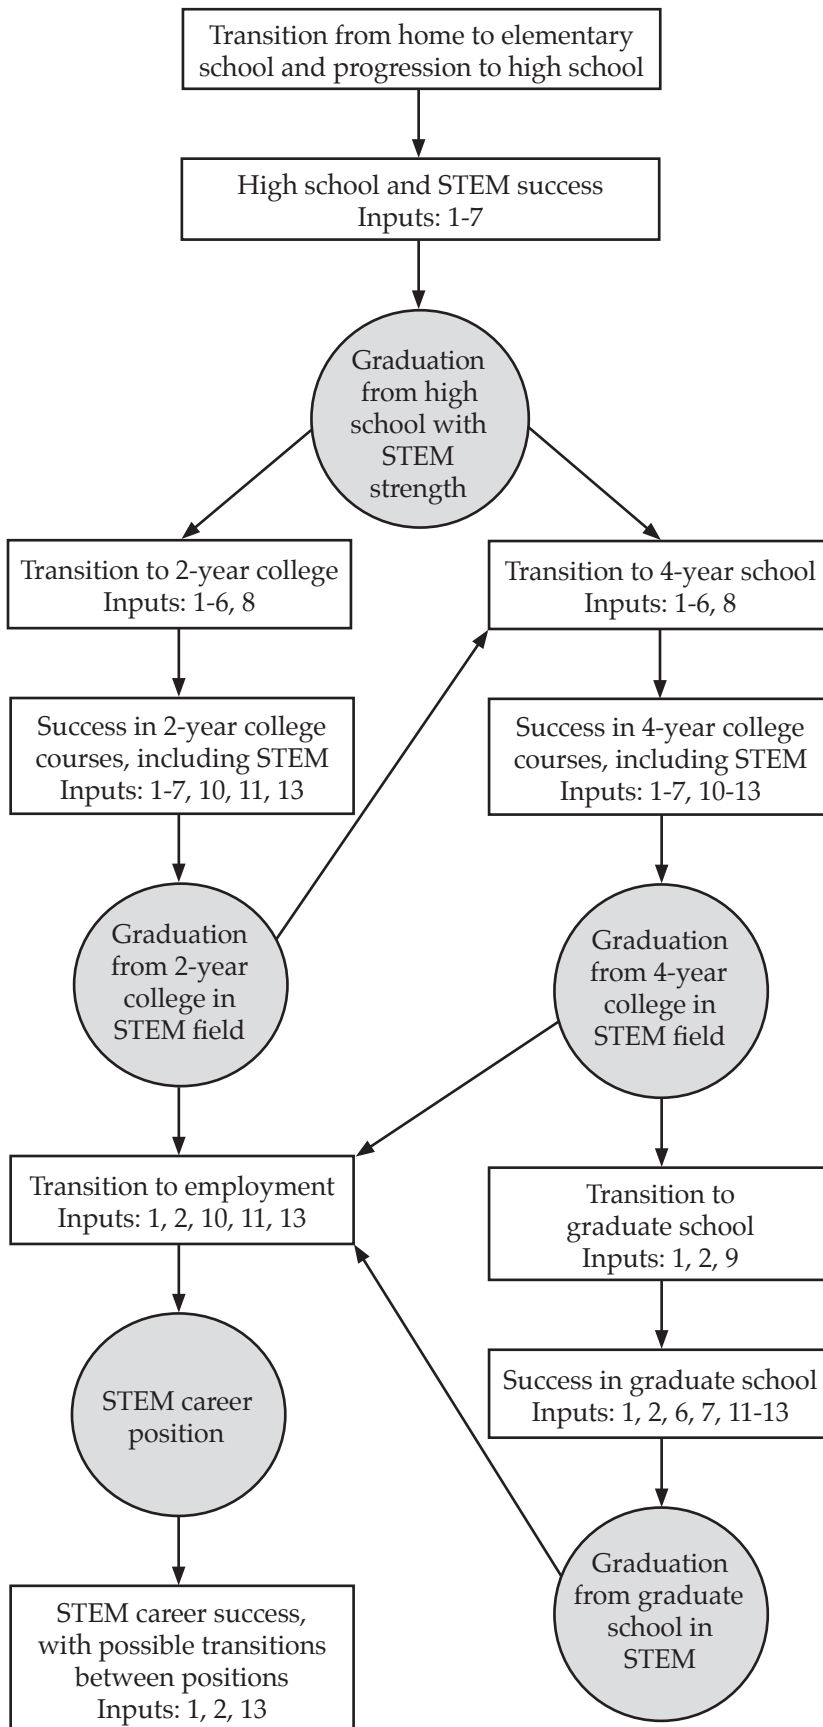 Transition from home to elementary
school and progression to high school
High school and STEM success
Inputs: 1-7
Graduation
from high
school with
STEM
strength
Transition to 2-year college
Inputs: 1-6, 8
Transition to 4-year school
Inputs: 1-6, 8
Success in 2-year college
courses, including STEM
Inputs: 1-7, 10, 11, 13
Success in 4-year college
courses, including STEM
Inputs: 1-7, 10-13
Graduation
from 2-year
college in
STEM field
Graduation
from 4-year
college in
STEM field
Transition to employment
Inputs: 1, 2, 10, 11, 13
Transition to
graduate school
Inputs: 1, 2, 9
STEM career
position
Success in graduate school
Inputs: 1, 2, 6, 7, 11-13
STEM career success,
with possible transitions
between positions
Inputs: 1, 2, 13
Graduation
from graduate
school in
STEM